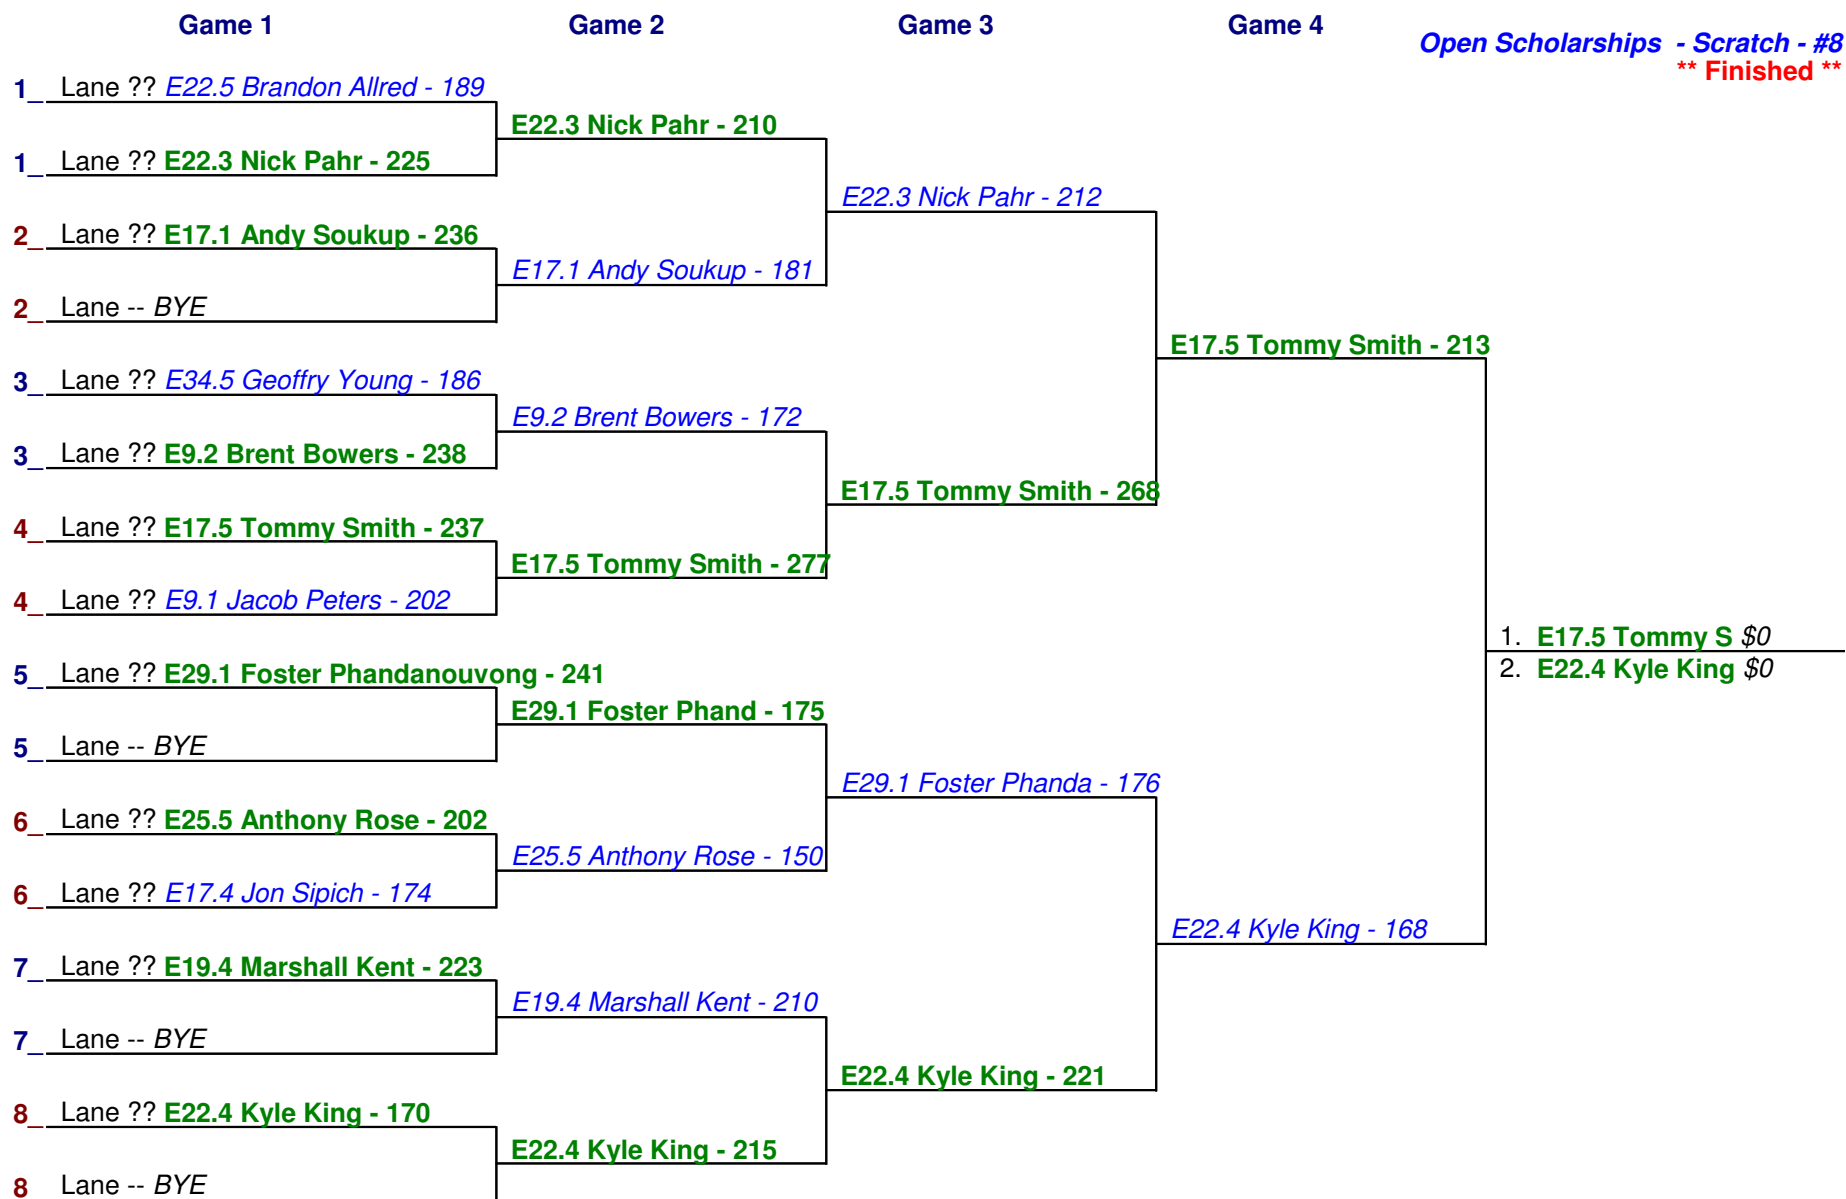 Game 1 Game 2 Game 3 Game 4
Open Scholarships - Scratch - #8
** Finished **
1_ Lane ?? E22.5 Brandon Allred - 189
E22.3 Nick Pahr - 210
1_ Lane ?? E22.3 Nick Pahr - 225
E22.3 Nick Pahr - 212
2_ Lane ?? E17.1 Andy Soukup - 236
E17.1 Andy Soukup - 181
2_ Lane -- BYE
E17.5 Tommy Smith - 213
3_ Lane ?? E34.5 Geoffry Young - 186
E9.2 Brent Bowers - 172
3_ Lane ?? E9.2 Brent Bowers - 238
E17.5 Tommy Smith - 268
4_ Lane ?? E17.5 Tommy Smith - 237
E17.5 Tommy Smith - 277
4_ Lane ?? E9.1 Jacob Peters - 202
1. E17.5 Tommy S $0
2. E22.4 Kyle King $0
5_ Lane ?? E29.1 Foster Phandanouvong - 241
E29.1 Foster Phand - 175
5_ Lane -- BYE
E29.1 Foster Phanda - 176
6_ Lane ?? E25.5 Anthony Rose - 202
E25.5 Anthony Rose - 150
6_ Lane ?? E17.4 Jon Sipich - 174
E22.4 Kyle King - 168
7_ Lane ?? E19.4 Marshall Kent - 223
E19.4 Marshall Kent - 210
7_ Lane -- BYE
E22.4 Kyle King - 221
8_ Lane ?? E22.4 Kyle King - 170
E22.4 Kyle King - 215
8 Lane -- BYE